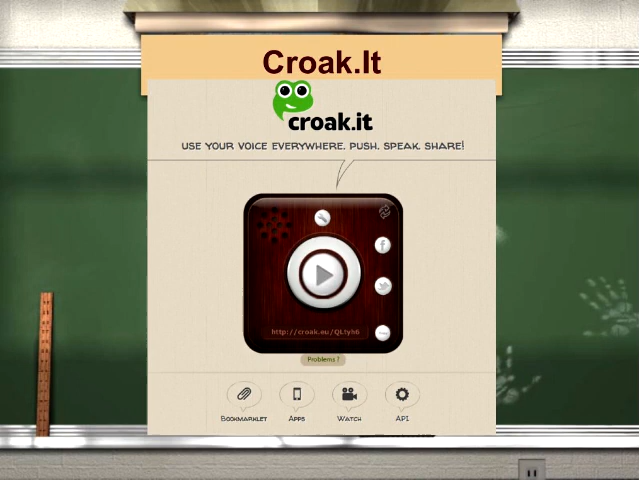 Croak.It
croak.it
USE YOUR VOICE EVERYWHERE. PUSH. SPEAK. SHARE!
http://croak.eu/QLtyh6
Problems ?
BOOKMARKLET APPS WATCH API